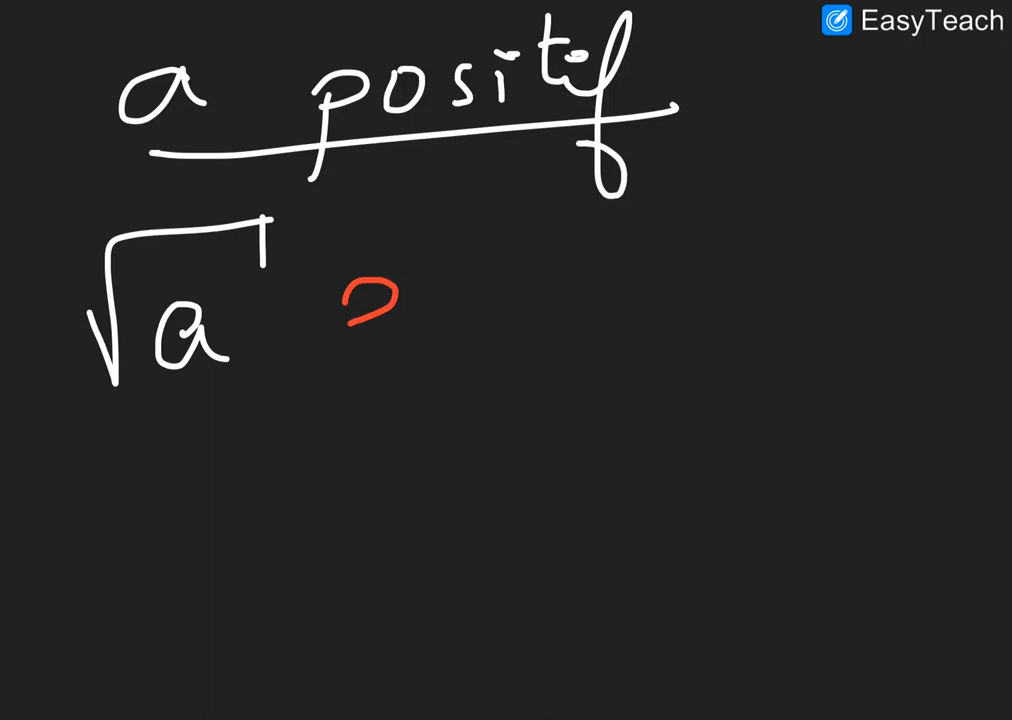 EasyTeach
a positif
√a